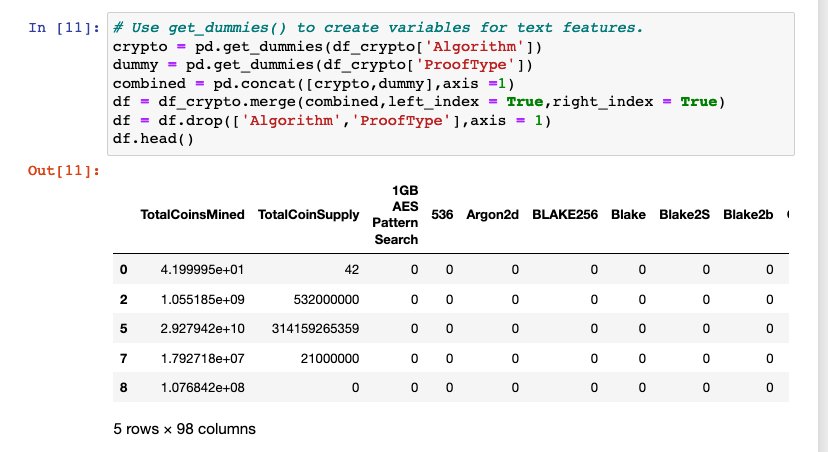 In [11]: # Use get_dummies() to create variables for text features.
crypto = pd.get_dummies(df_crypto['Algorithm'])
dummy = pd.get_dummies(df_crypto['ProofType'])
combined = pd.concat([crypto,dummy],axis =1)
df = df_crypto.merge(combined,left_index = True,right_index = True)
df = df.drop(['Algorithm','ProofType'],axis = 1)
df.head()
Out[11]:
TotalCoinsMined TotalCoinSupply 1GB AES Pattern Search 536 Argon2d BLAKE256 Blake Blake2S Blake2b
0 4.199995e+01 42 0 0 0 0 0 0 0
2 1.055185e+09 532000000 0 0 0 0 0 0 0
5 2.927942e+10 314159265359 0 0 0 0 0 0 0
7 1.792718e+07 21000000 0 0 0 0 0 0 0
8 1.076842e+08 0 0 0 0 0 0 0 0
5 rows × 98 columns